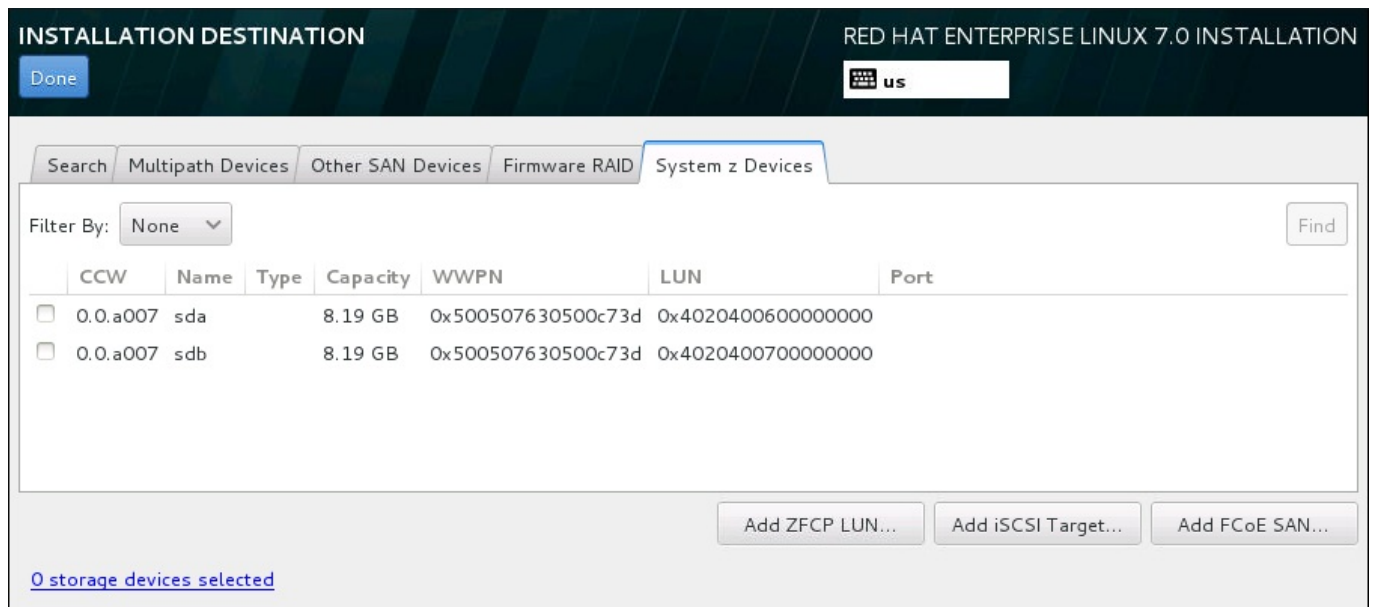 INSTALLATION DESTINATION RED HAT ENTERPRISE LINUX 7.0 INSTALLATION
Done us
Search Multipath Devices Other SAN Devices Firmware RAID System z Devices
Filter By: None Find
CCW Name Type Capacity WWPN LUN Port
0.0.a007 sda 8.19 GB 0x500507630500c73d 0x4020400600000000
0.0.a007 sdb 8.19 GB 0x500507630500c73d 0x4020400700000000
Add ZFCP LUN... Add iSCSI Target... Add FCoE SAN...
0 storage devices selected